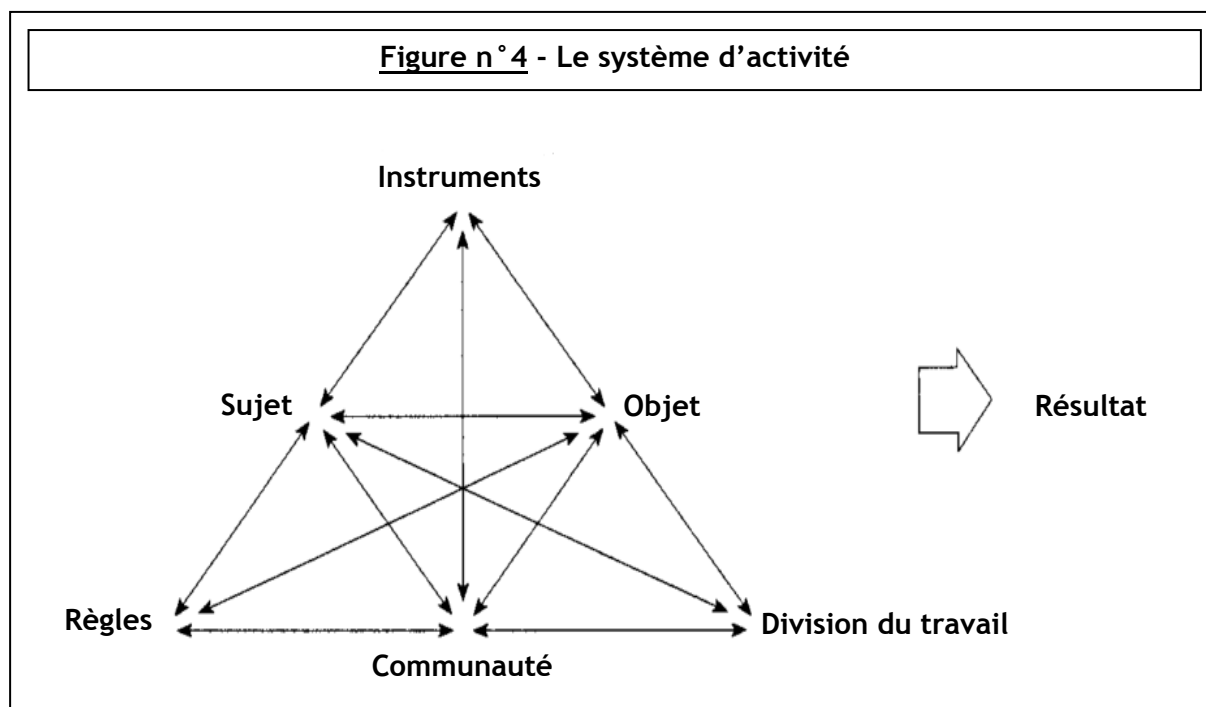 Figure n°4 - Le système d’activité
Instruments
Sujet
Objet
Résultat
Règles
Communauté
Division du travail